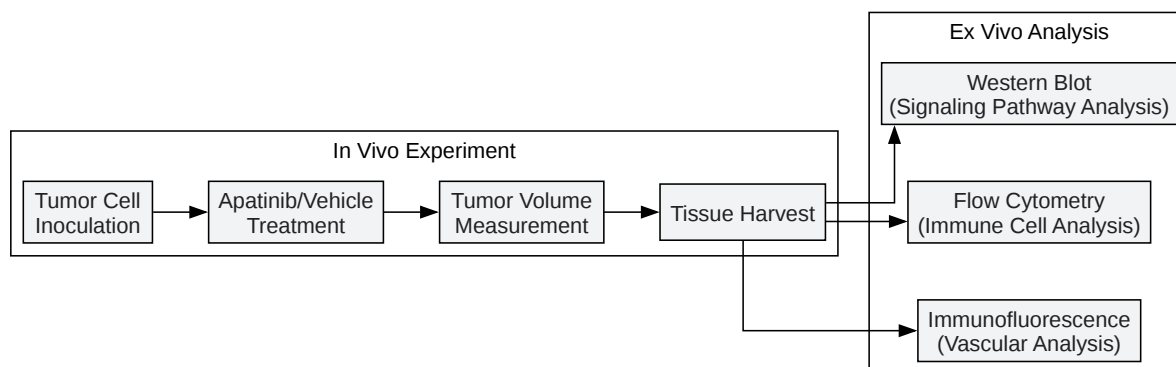 Ex Vivo Analysis
Western Blot
(Signaling Pathway Analysis)
In Vivo Experiment
Tumor Cell
Inoculation
Apatinib/Vehicle
Treatment
Tumor Volume
Measurement
Tissue Harvest
Flow Cytometry
(Immune Cell Analysis)
Immunofluorescence
(Vascular Analysis)